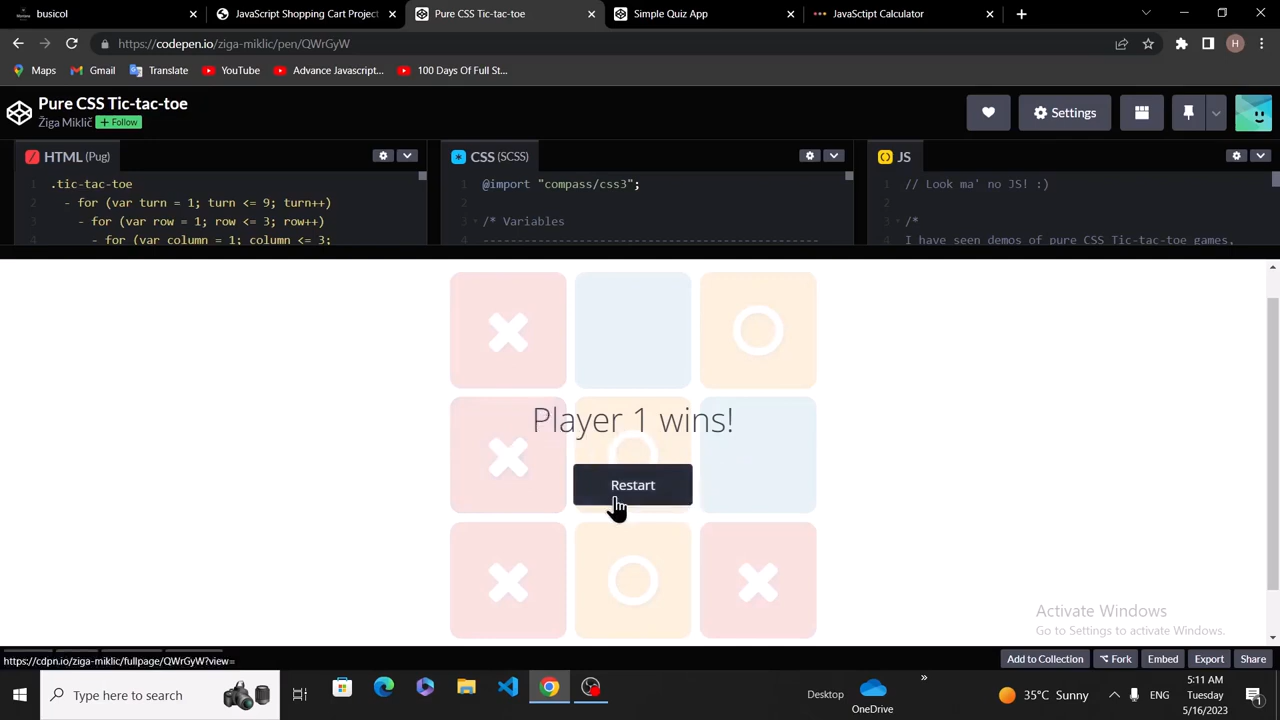 busicol
JavaScript Shopping Cart Project
Pure CSS Tic-tac-toe
Simple Quiz App
JavaSctipt Calculator
https://codepen.io/ziga-miklic/pen/QWrGyW
H
Maps
Gmail
Translate
YouTube
Advance Javascript...
100 Days Of Full St...
Pure CSS Tic-tac-toe
Žiga Miklič
+ Follow
Settings
HTML (Pug)
CSS (SCSS)
JS
1 .tic-tac-toe
2 - for (var turn = 1; turn <= 9; turn++)
3 - for (var row = 1; row <= 3; row++)
4 - for (var column = 1; column <= 3;
1 @import "compass/css3";
2
3 /* Variables
4 ------------------------------------------------
1 // Look ma' no JS! :)
2
3 /*
4 I have seen demos of pure CSS Tic-tac-toe games,
Player 1 wins!
Restart
Activate Windows
Go to Settings to activate Windows.
https://cdpn.io/ziga-miklic/fullpage/QWrGyW?view=
Add to Collection
Fork
Embed
Export
Share
Type here to search
Desktop
OneDrive
»
35°C Sunny
ENG
5:11 AM
Tuesday
5/16/2023
1